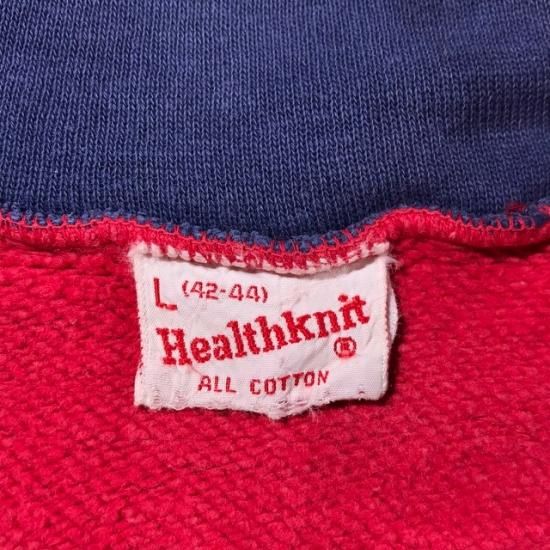 L (42-44)
Healthknit ®
ALL COTTON